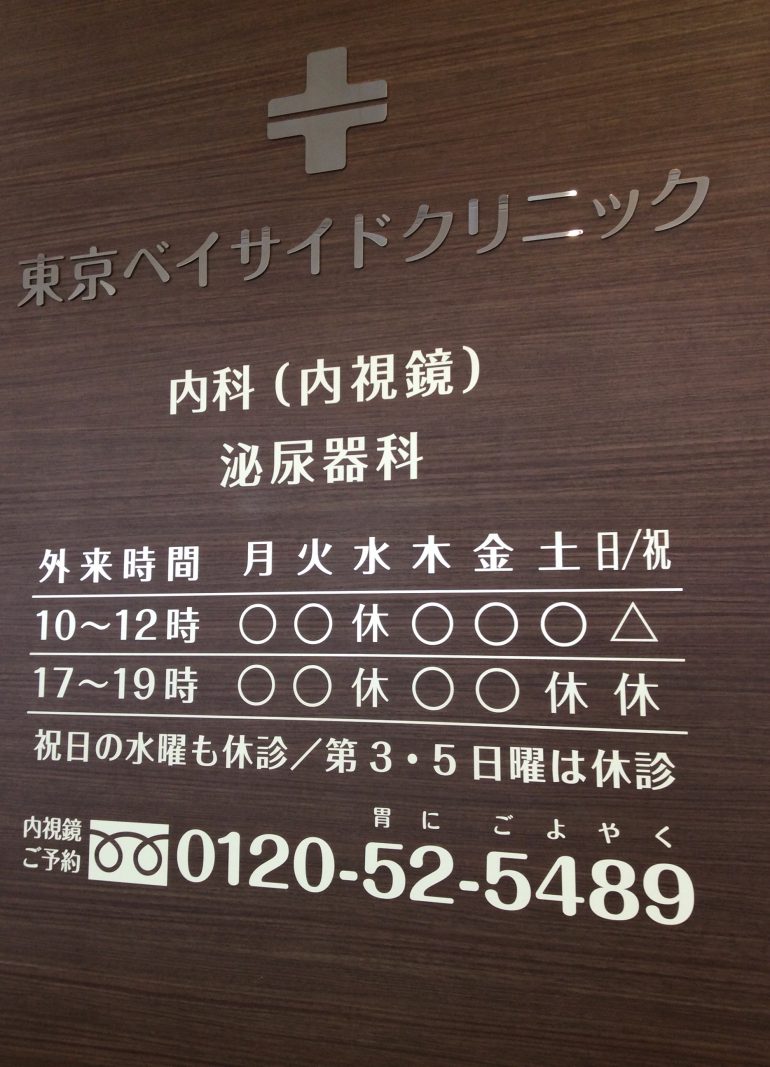 東京ベイサイドクリニック
内科（内視鏡）
泌尿器科
外来時間 月 火 水 木 金 土 日/祝
10〜12時 ○ ○ 休 ○ ○ ○ △
17〜19時 ○ ○ 休 ○ ○ 休 休
祝日の水曜も休診／第3・5日曜は休診
胃に ごよやく
内視鏡ご予約 0120-52-5489